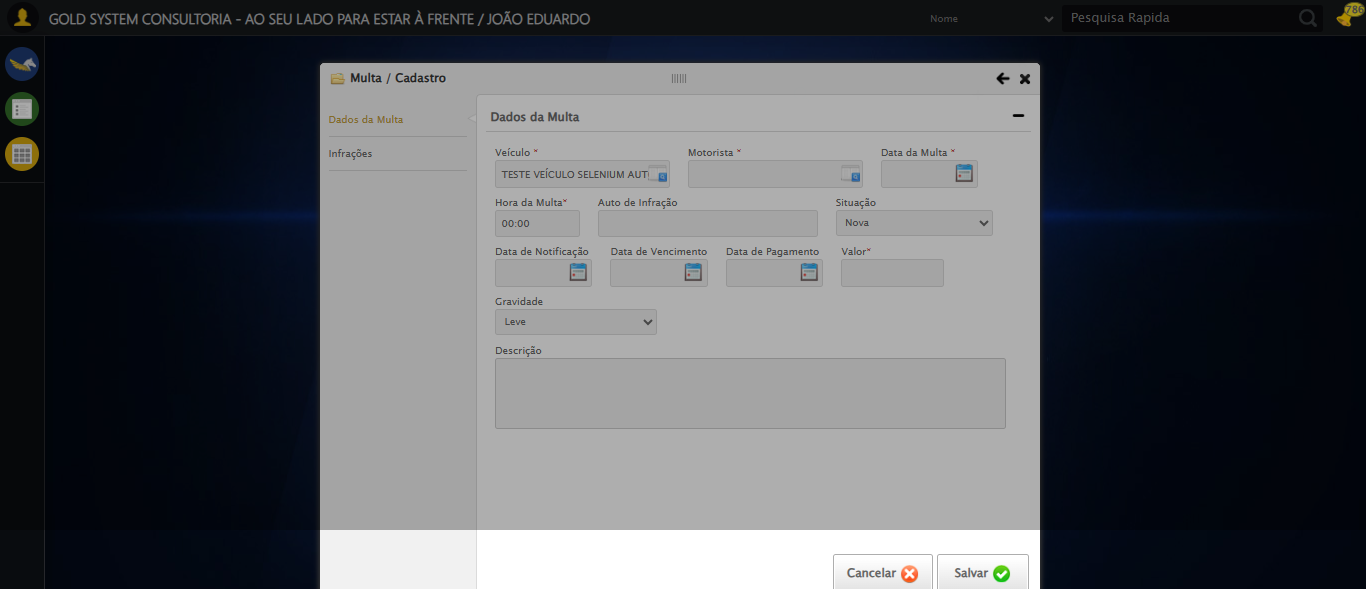 GOLD SYSTEM CONSULTORIA - AO SEU LADO PARA ESTAR À FRENTE / JOÃO EDUARDO
Nome
Pesquisa Rapida
786
Multa / Cadastro
Dados da Multa
Infrações
Dados da Multa
Veículo *
Motorista *
Data da Multa *
TESTE VEÍCULO SELENIUM AUT
Hora da Multa*
Auto de Infração
Situação
00:00
Nova
Data de Notificação
Data de Vencimento
Data de Pagamento
Valor*
Gravidade
Leve
Descrição
Cancelar
Salvar